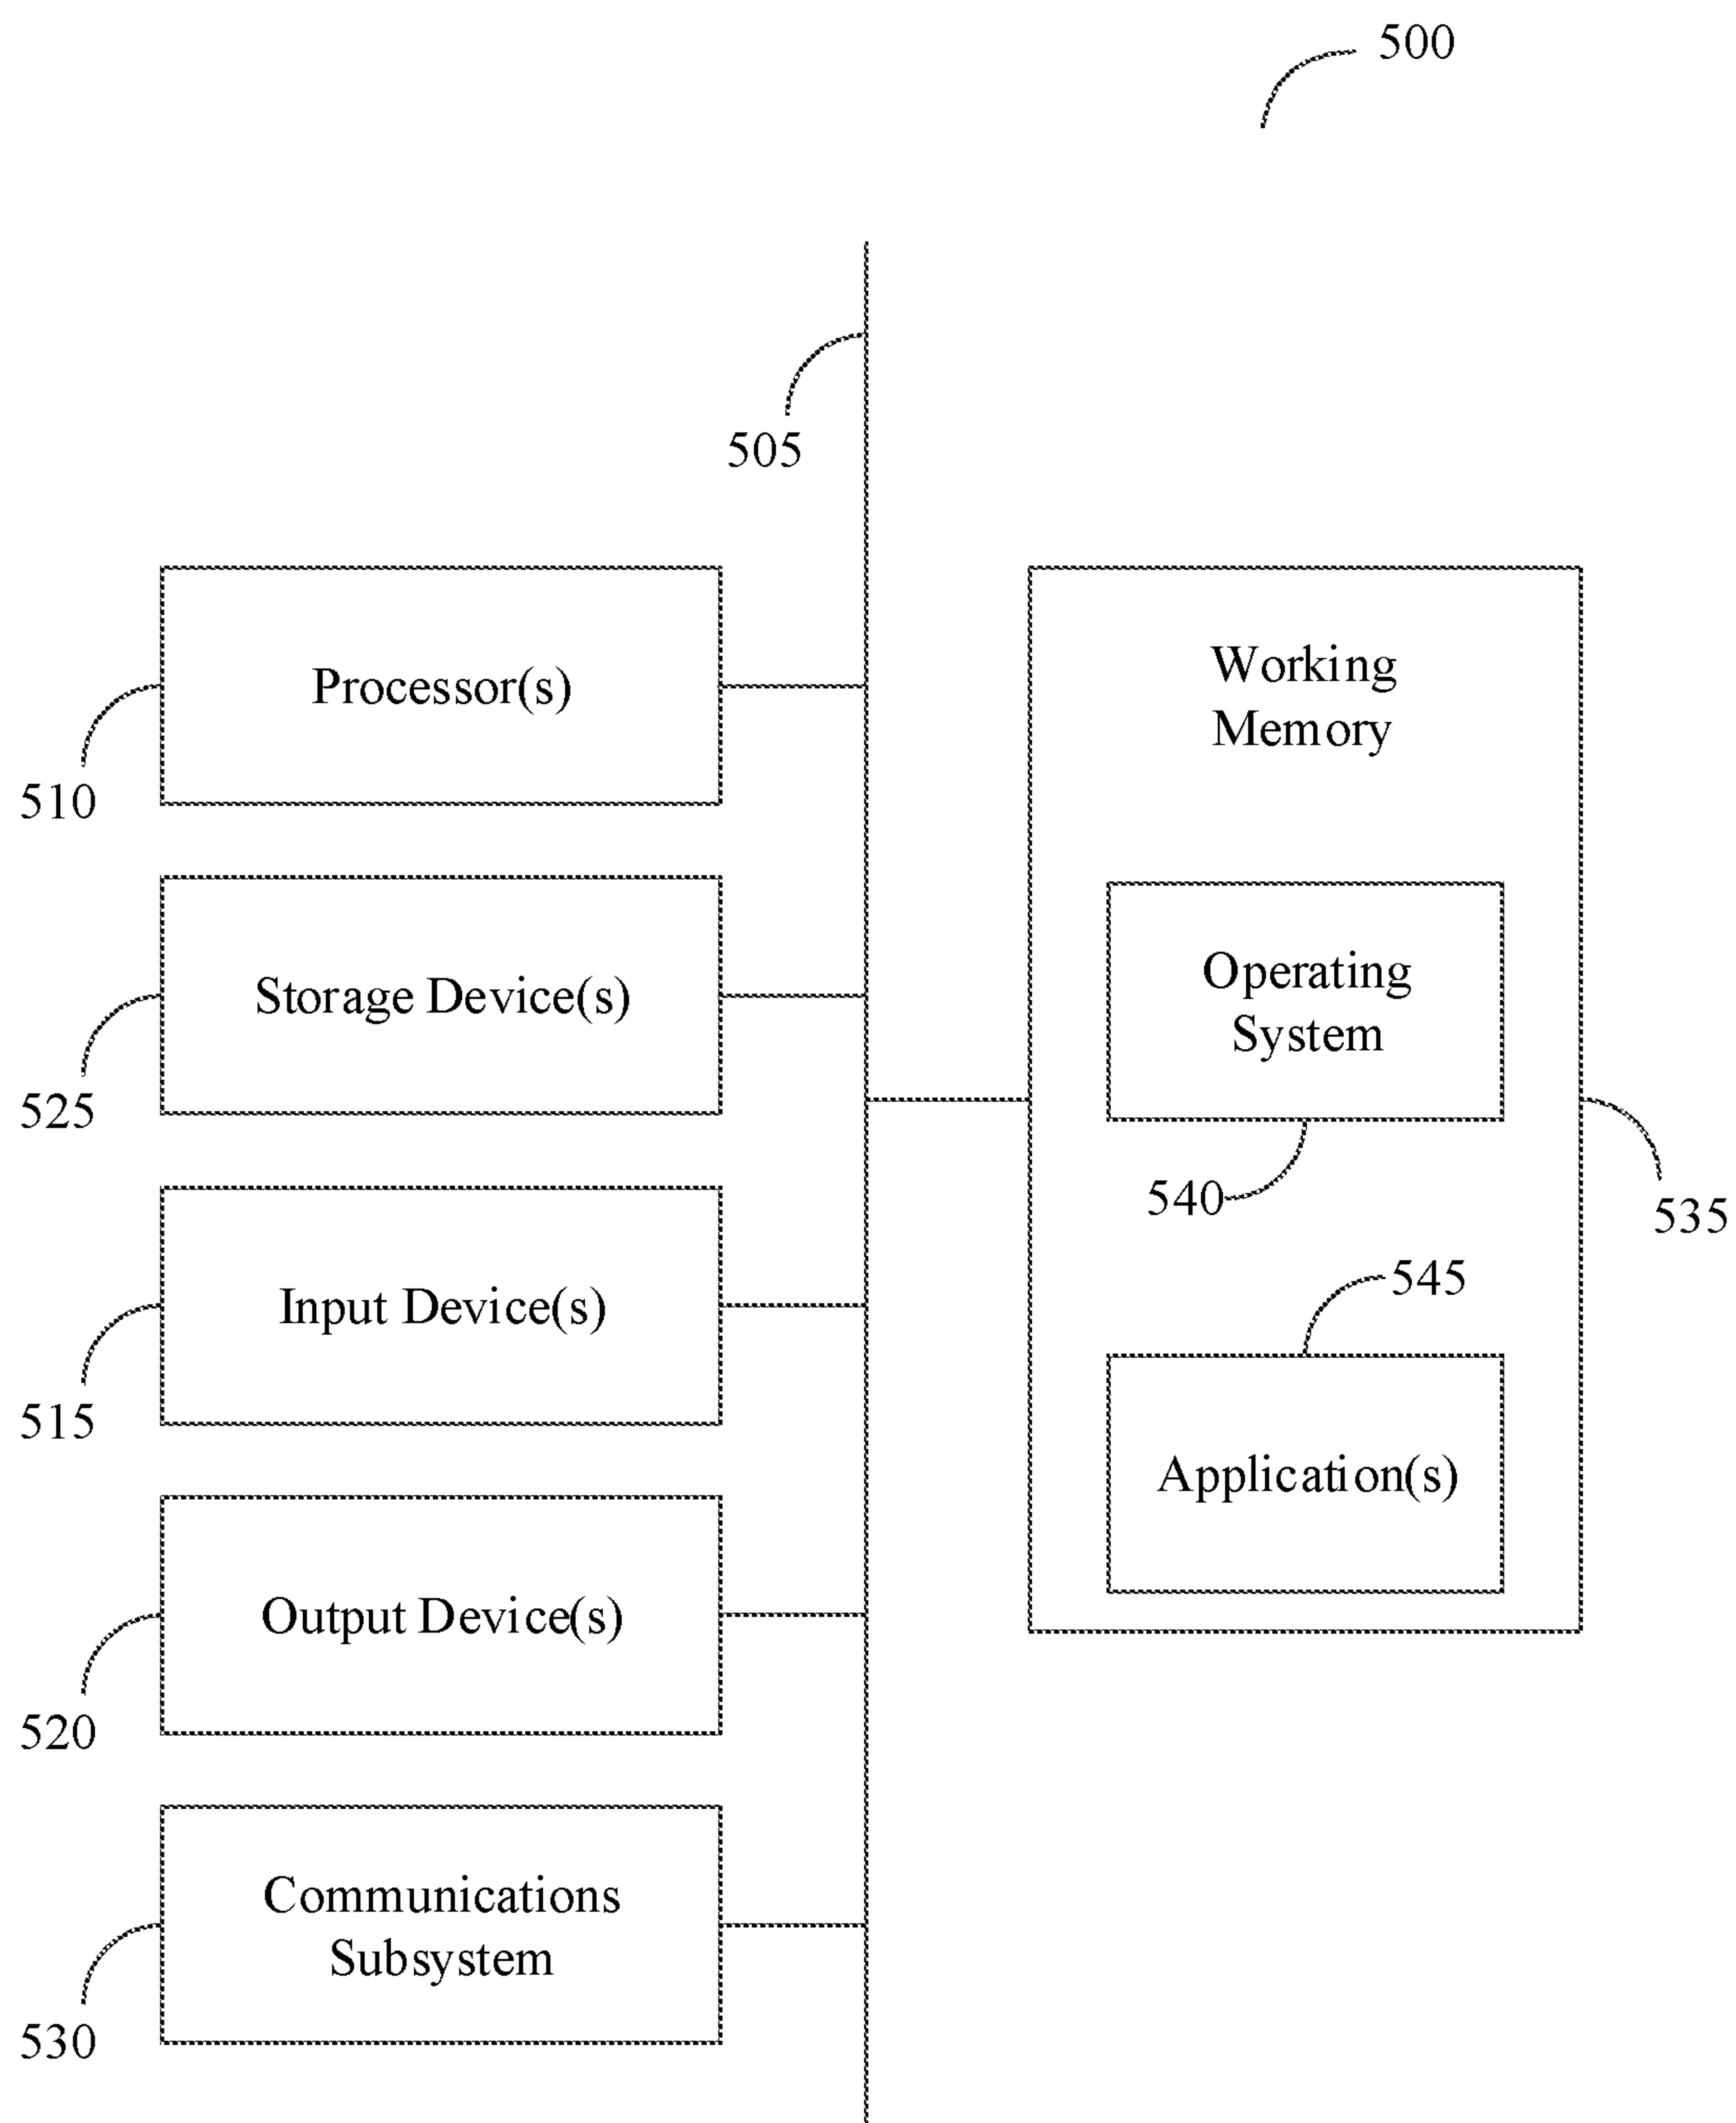 500
505
Processor(s)
510
Storage Device(s)
525
Input Device(s)
515
Output Device(s)
520
Communications
Subsystem
530
Working
Memory
Operating
System
540
535
545
Application(s)